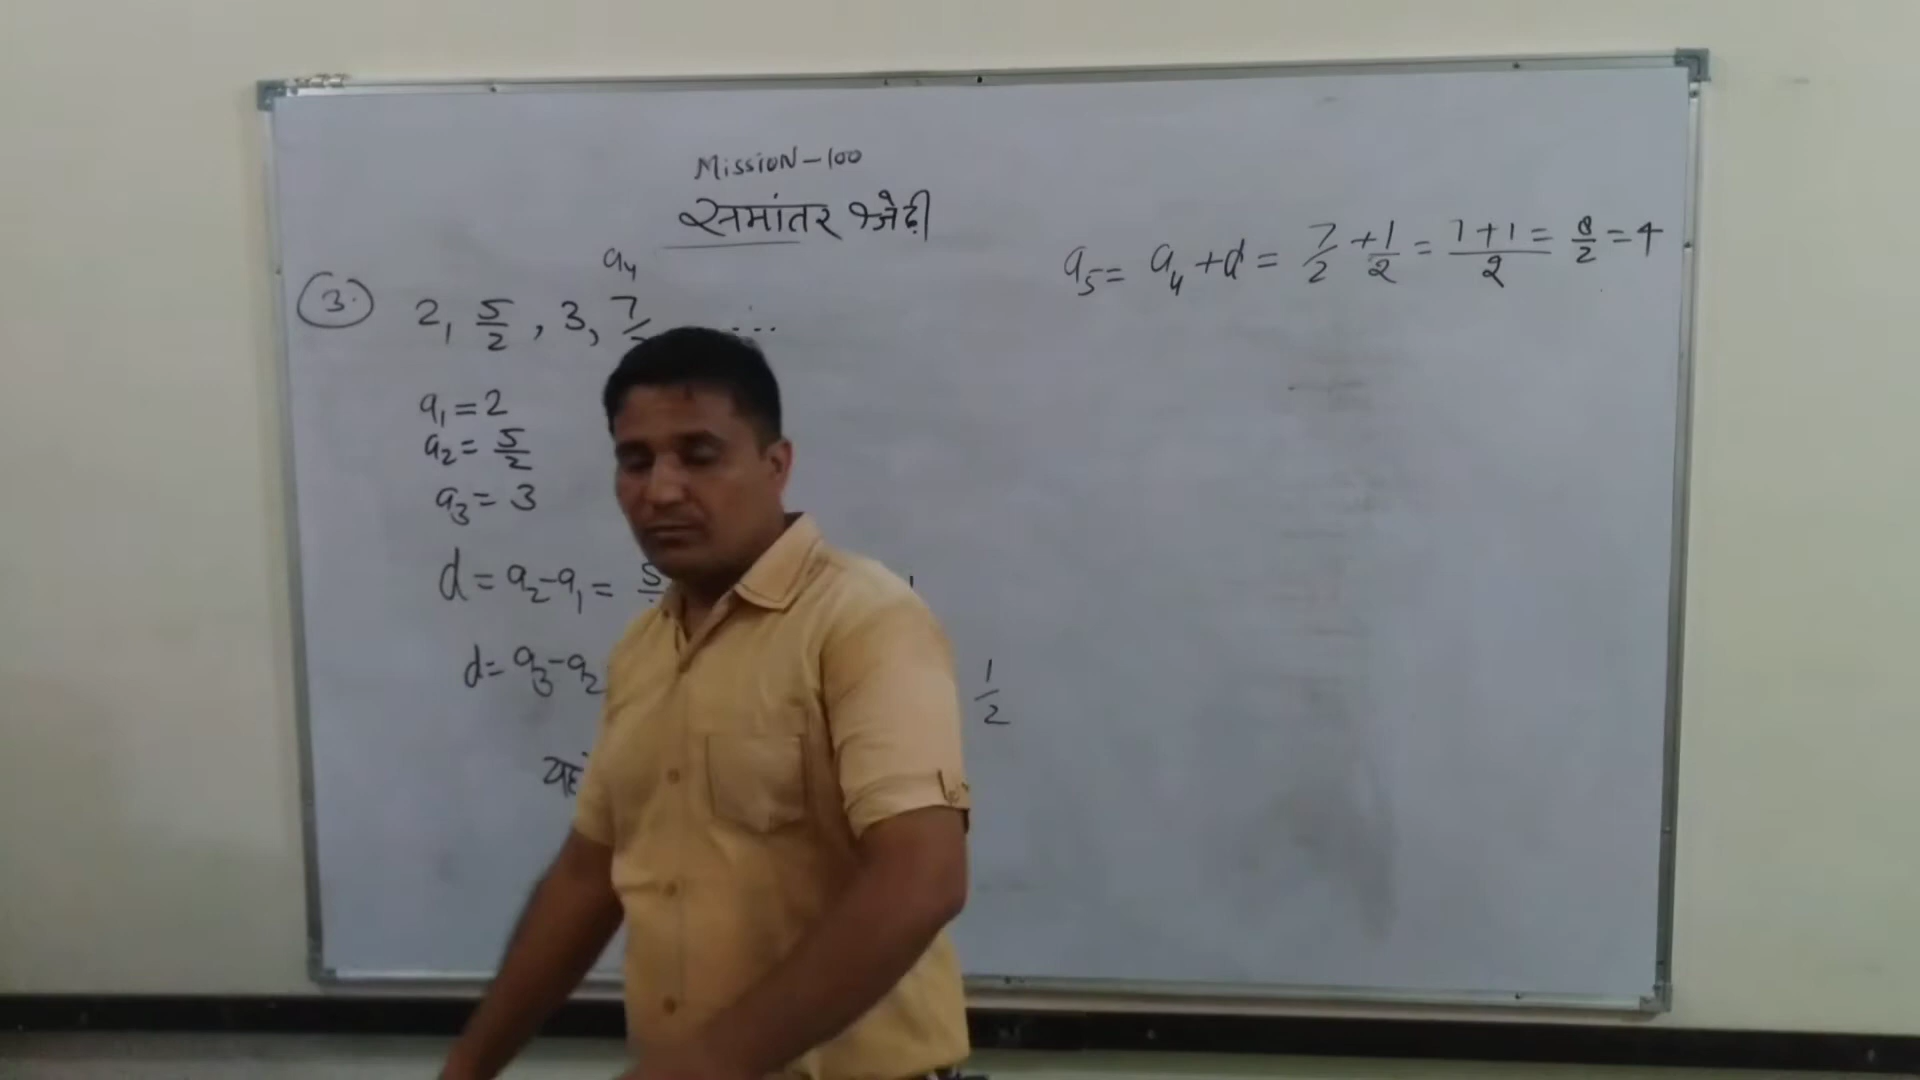 Mission-100
समांतर श्रेढ़ी
a₄
③ 2, 5/2, 3, 7/ ...
a₁ = 2
a₂ = 5/2
a₃ = 3
d = a₂-a₁ = 5
d = a₃-a₂ 1/2
a₅ = a₄ + d = 7/2 + 1/2 = 7+1/2 = 8/2 = 4